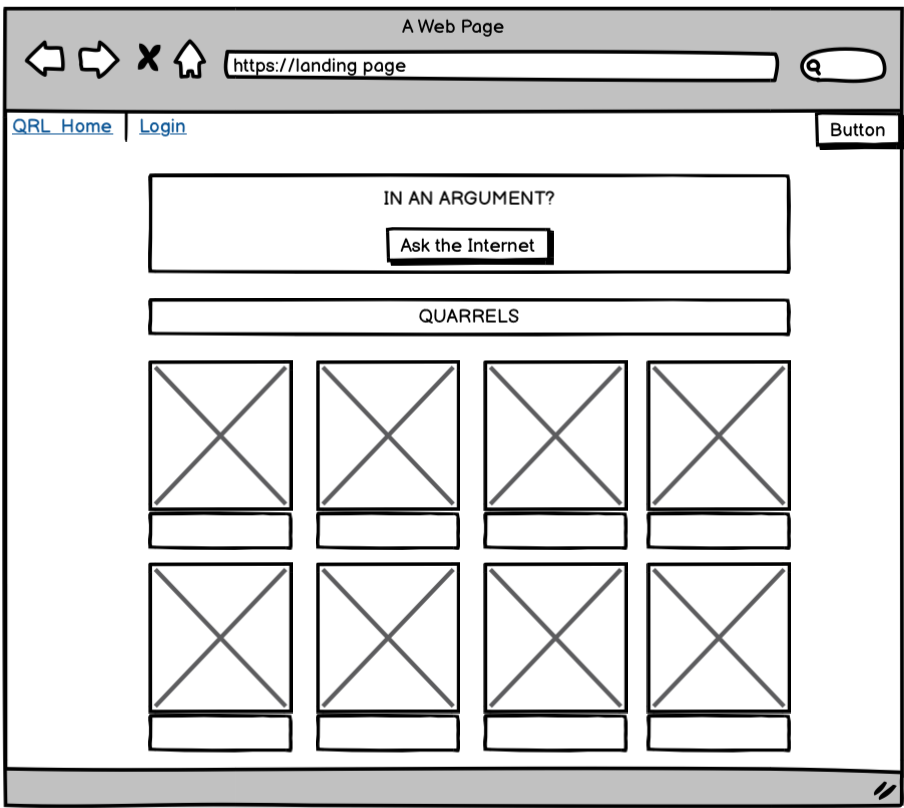 A Web Page
https://landing page
QRL Home
Login
Button
IN AN ARGUMENT?
Ask the Internet
QUARRELS